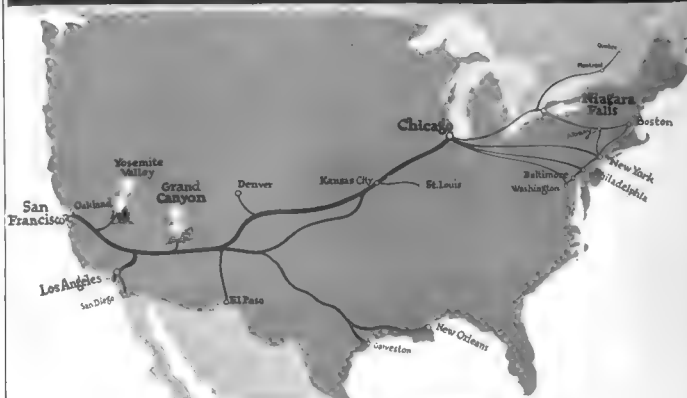 Quebec
Montreal
Niagara
Falls
Boston
Albany
Chicago
New York
Philadelphia
Baltimore
Washington
Yosemite
Valley
Grand
Canyon
Denver
Kansas City
St. Louis
San
Francisco
Oakland
Los Angeles
San Diego
El Paso
New Orleans
Galveston